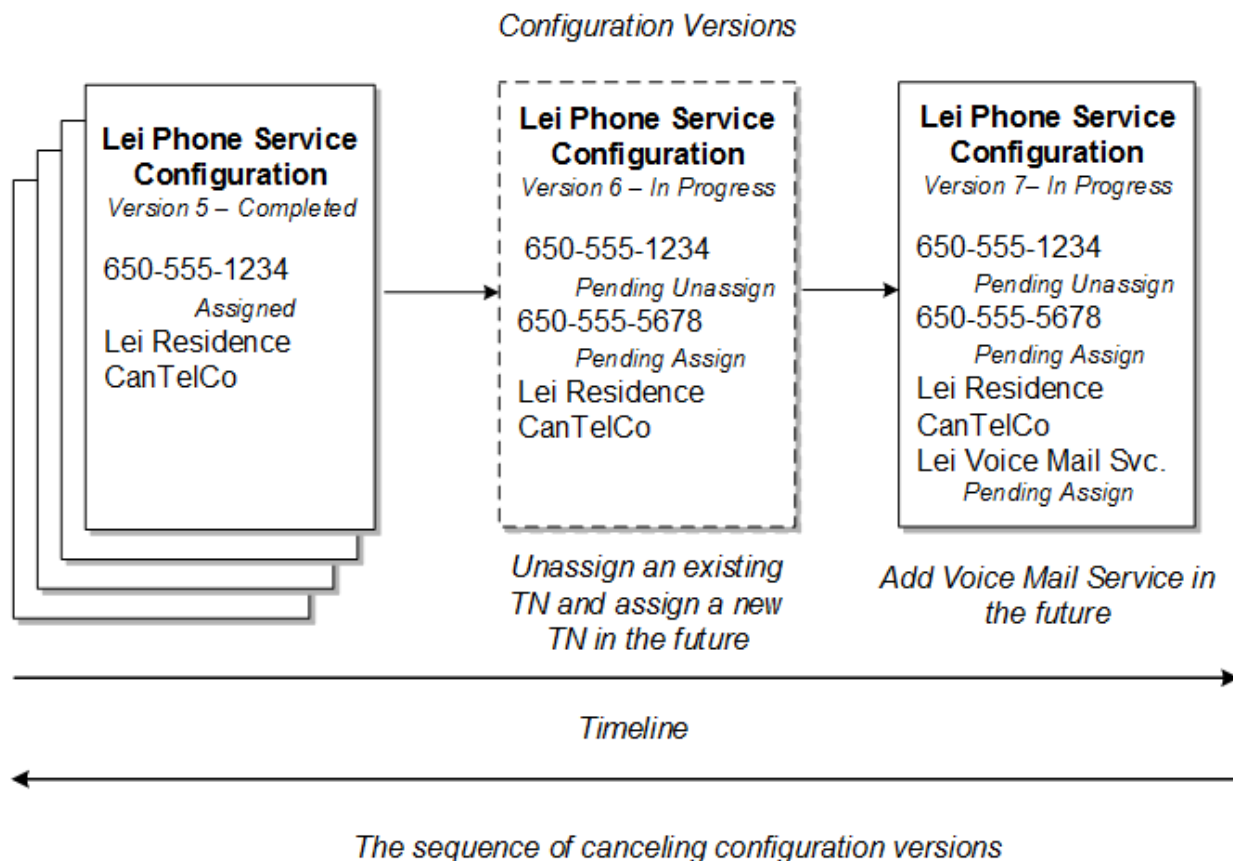 Configuration Versions
Lei Phone Service
Configuration
Version 5 – Completed
650-555-1234
Assigned
Lei Residence
CanTelCo
Lei Phone Service
Configuration
Version 6 – In Progress
650-555-1234
Pending Unassign
650-555-5678
Pending Assign
Lei Residence
CanTelCo
Unassign an existing
TN and assign a new
TN in the future
Lei Phone Service
Configuration
Version 7– In Progress
650-555-1234
Pending Unassign
650-555-5678
Pending Assign
Lei Residence
CanTelCo
Lei Voice Mail Svc.
Pending Assign
Add Voice Mail Service in
the future
Timeline
The sequence of canceling configuration versions